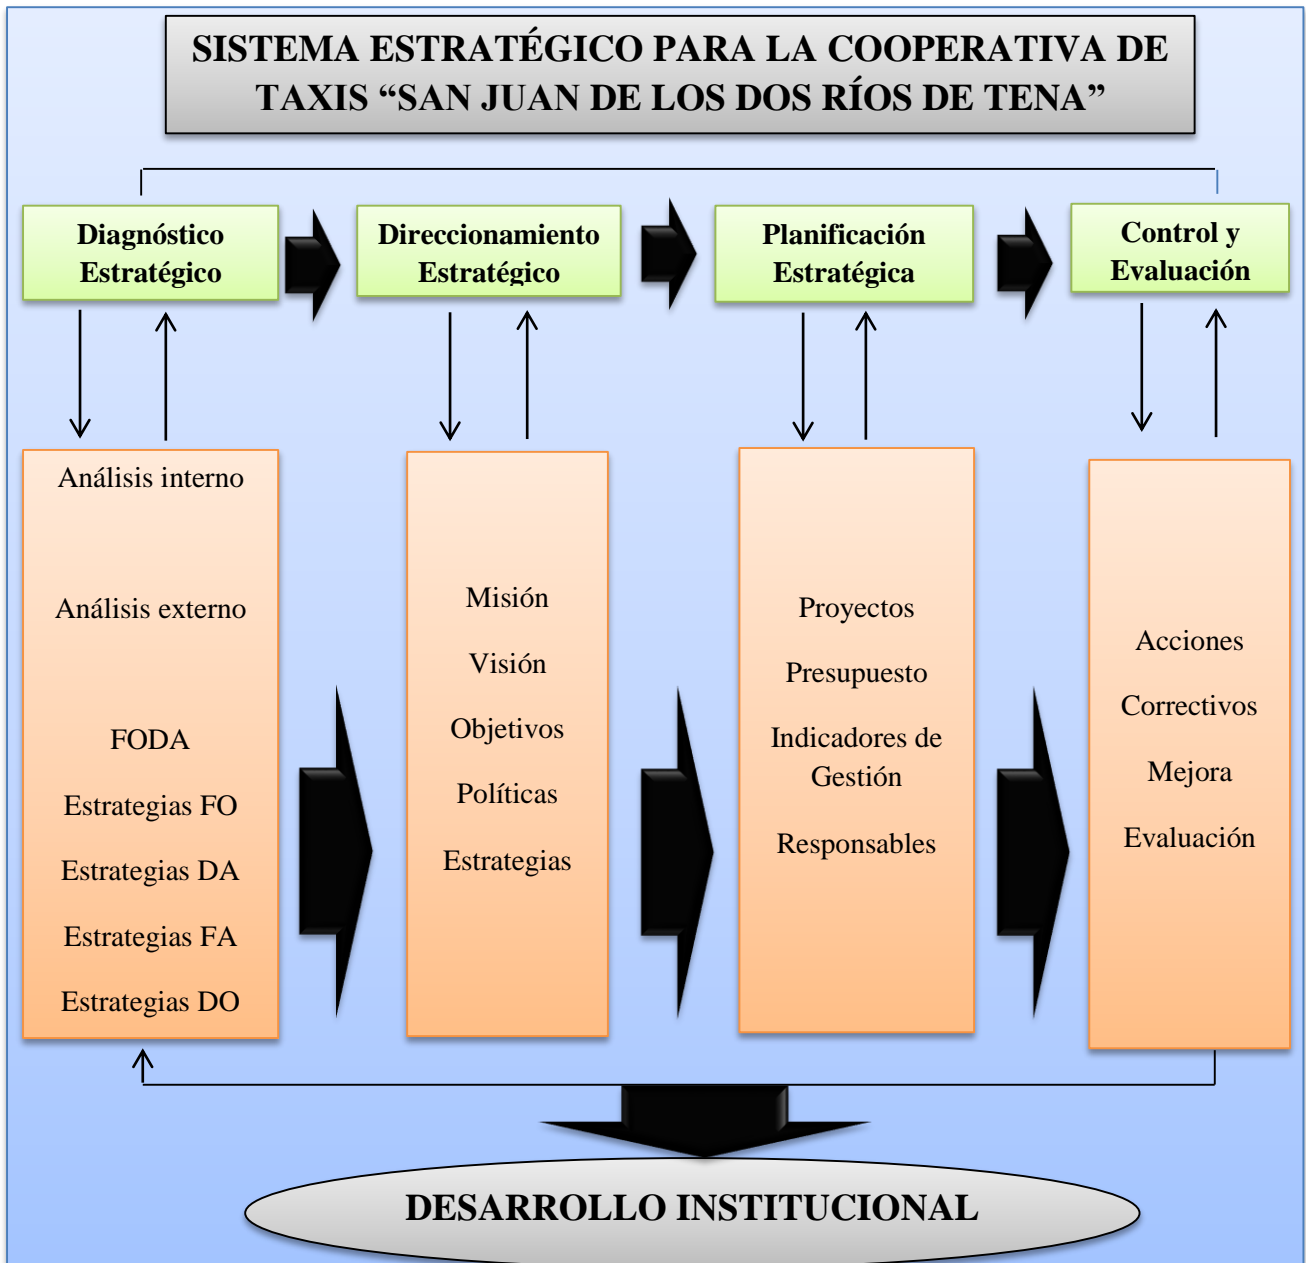 SISTEMA ESTRATÉGICO PARA LA COOPERATIVA DE
TAXIS “SAN JUAN DE LOS DOS RÍOS DE TENA”
Diagnóstico
Estratégico
Direccionamiento
Estratégico
Planificación
Estratégica
Control y
Evaluación
Análisis interno
Análisis externo
FODA
Estrategias FO
Estrategias DA
Estrategias FA
Estrategias DO
Misión
Visión
Objetivos
Políticas
Estrategias
Proyectos
Presupuesto
Indicadores de
Gestión
Responsables
Acciones
Correctivos
Mejora
Evaluación
DESARROLLO INSTITUCIONAL